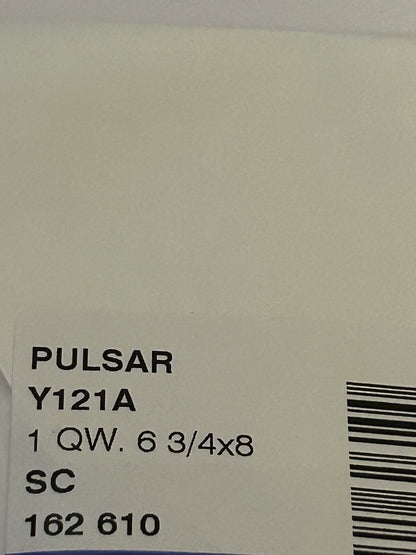 PULSAR
Y121A
1 QW. 6 3/4x8
SC
162 610